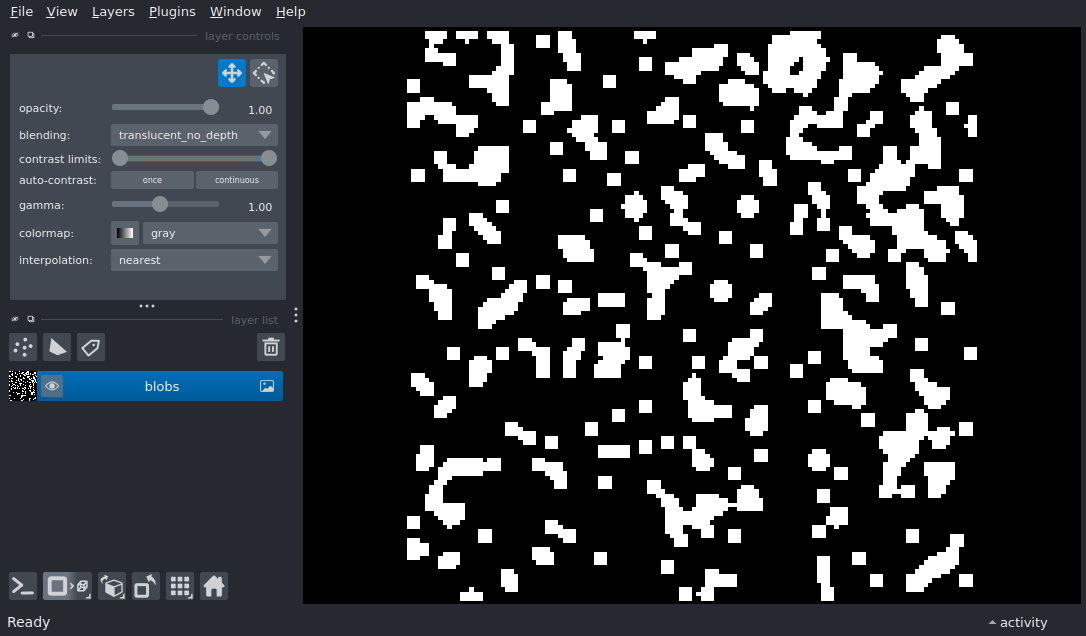 File View Layers Plugins Window Help
layer controls
opacity: 1.00
blending: translucent_no_depth
contrast limits:
auto-contrast: once continuous
gamma: 1.00
colormap: gray
interpolation: nearest
layer list
blobs
Ready activity